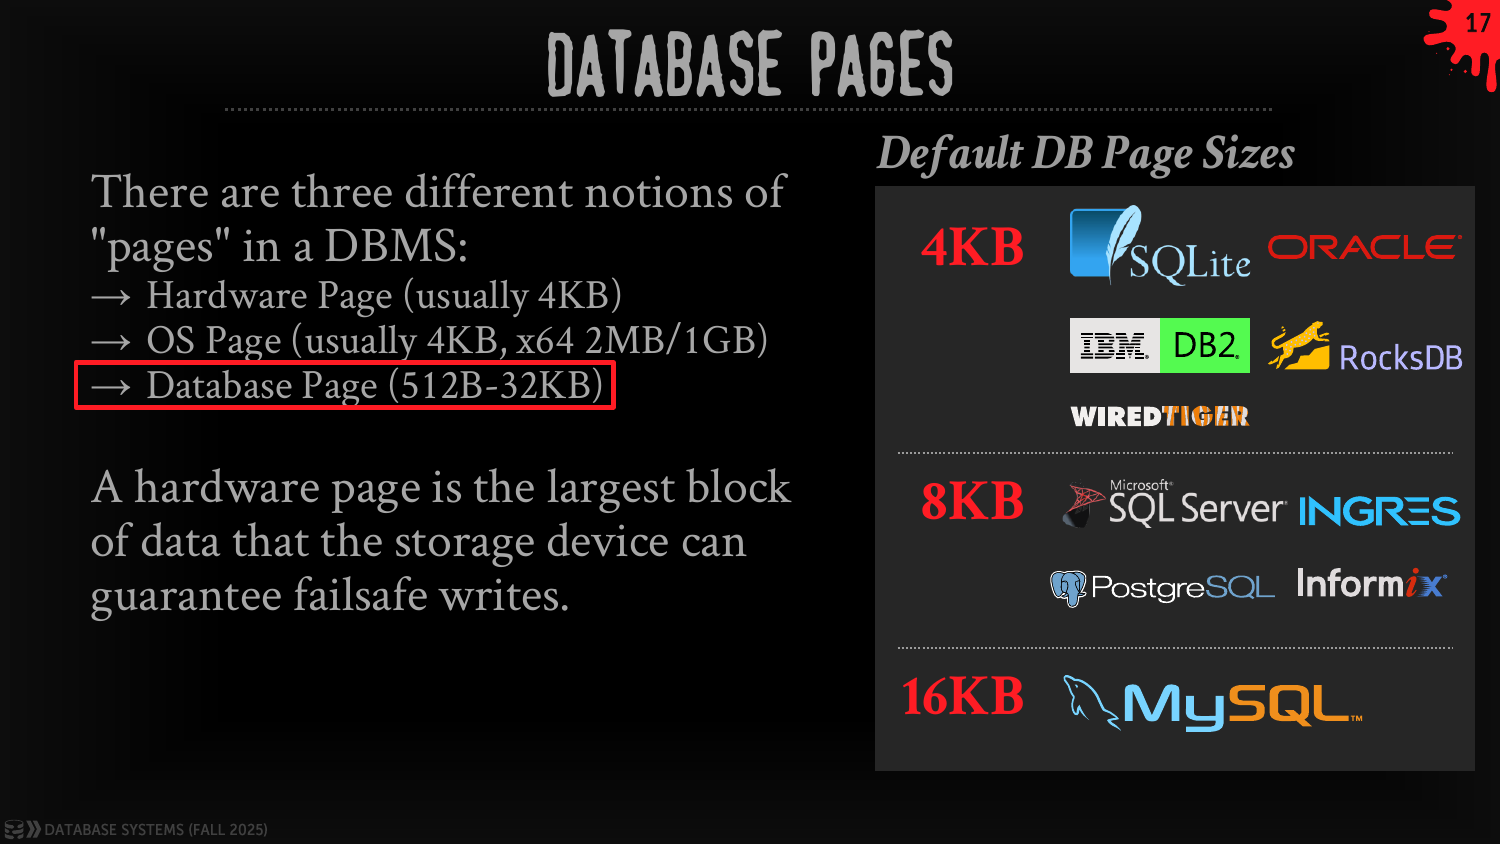 17
DATABASE PAGES
There are three different notions of
"pages" in a DBMS:
→ Hardware Page (usually 4KB)
→ OS Page (usually 4KB, x64 2MB/1GB)
→ Database Page (512B-32KB)
A hardware page is the largest block
of data that the storage device can
guarantee failsafe writes.
Default DB Page Sizes
4KB
SQLite
ORACLE
IBM. DB2.
RocksDB
WIREDTIGER
8KB
Microsoft
SQL Server
INGRES
PostgreSQL
Informix
16KB
MySQL™
DATABASE SYSTEMS (FALL 2025)